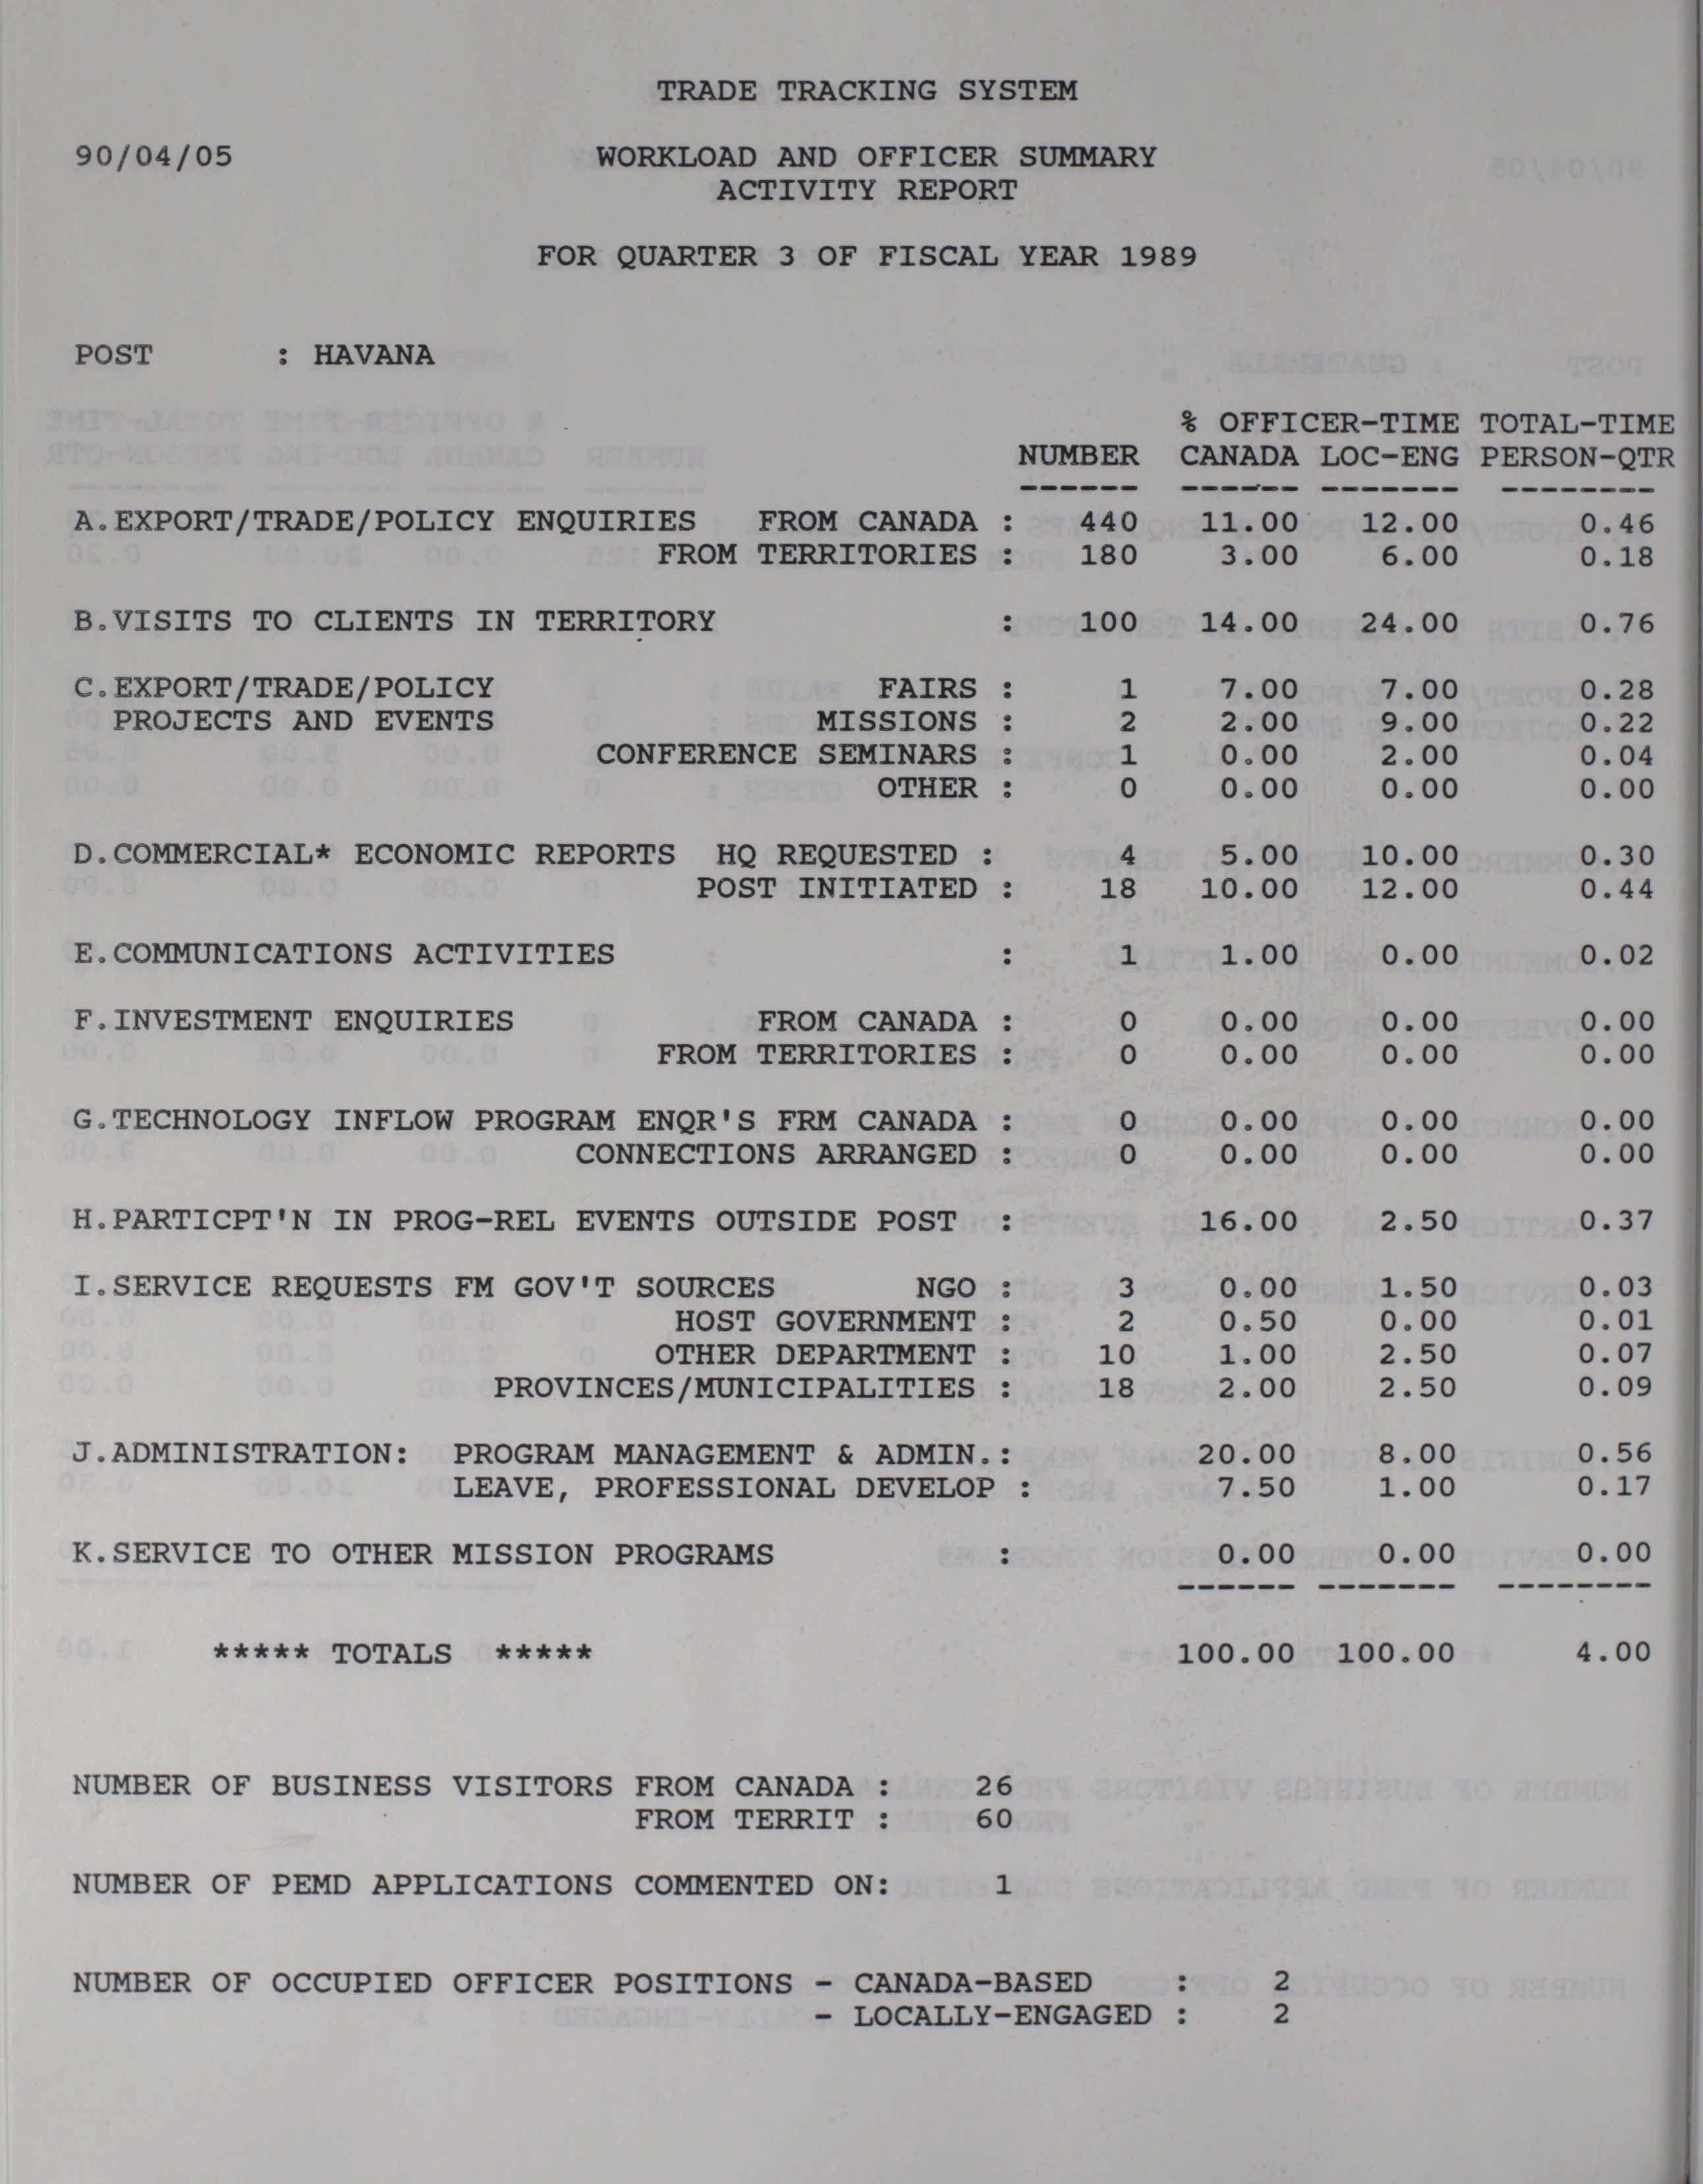 TRADE TRACKING SYSTEM
90/04/05 WORKLOAD AND OFFICER SUMMARY
ACTIVITY REPORT
FOR QUARTER 3 OF FISCAL YEAR 1989
POST : HAVANA
% OFFICER-TIME TOTAL-TIME
NUMBER CANADA LOC-ENG PERSON-QTR
------ ------ ------- --------
A.EXPORT/TRADE/POLICY ENQUIRIES FROM CANADA : 440 11.00 12.00 0.46
FROM TERRITORIES : 180 3.00 6.00 0.18
B.VISITS TO CLIENTS IN TERRITORY : 100 14.00 24.00 0.76
C.EXPORT/TRADE/POLICY FAIRS : 1 7.00 7.00 0.28
PROJECTS AND EVENTS MISSIONS : 2 2.00 9.00 0.22
CONFERENCE SEMINARS : 1 0.00 2.00 0.04
OTHER : 0 0.00 0.00 0.00
D.COMMERCIAL* ECONOMIC REPORTS HQ REQUESTED : 4 5.00 10.00 0.30
POST INITIATED : 18 10.00 12.00 0.44
E.COMMUNICATIONS ACTIVITIES : 1 1.00 0.00 0.02
F.INVESTMENT ENQUIRIES FROM CANADA : 0 0.00 0.00 0.00
FROM TERRITORIES : 0 0.00 0.00 0.00
G.TECHNOLOGY INFLOW PROGRAM ENQR'S FRM CANADA : 0 0.00 0.00 0.00
CONNECTIONS ARRANGED : 0 0.00 0.00 0.00
H.PARTICPT'N IN PROG-REL EVENTS OUTSIDE POST : 16.00 2.50 0.37
I.SERVICE REQUESTS FM GOV'T SOURCES NGO : 3 0.00 1.50 0.03
HOST GOVERNMENT : 2 0.50 0.00 0.01
OTHER DEPARTMENT : 10 1.00 2.50 0.07
PROVINCES/MUNICIPALITIES : 18 2.00 2.50 0.09
J.ADMINISTRATION: PROGRAM MANAGEMENT & ADMIN.: 20.00 8.00 0.56
LEAVE, PROFESSIONAL DEVELOP : 7.50 1.00 0.17
K.SERVICE TO OTHER MISSION PROGRAMS : 0.00 0.00 0.00
------ ------- --------
***** TOTALS ***** 100.00 100.00 4.00
NUMBER OF BUSINESS VISITORS FROM CANADA : 26
FROM TERRIT : 60
NUMBER OF PEMD APPLICATIONS COMMENTED ON: 1
NUMBER OF OCCUPIED OFFICER POSITIONS - CANADA-BASED : 2
- LOCALLY-ENGAGED : 2